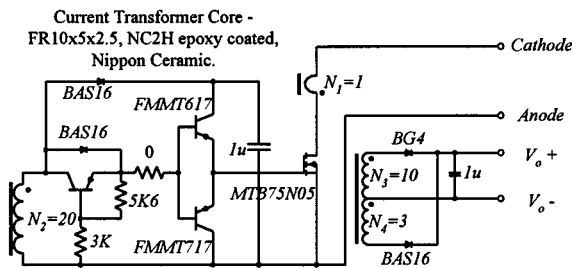 Current Transformer Core -
FR10x5x2.5, NC2H epoxy coated,
Nippon Ceramic.
Cathode
N1=1
BAS16
FMMT617
Anode
BAS16
0
1u
BG4
Vo +
MTB75N05
N3=10
1u
5K6
N2=20
Vo -
N4=3
3K
FMMT717
BAS16